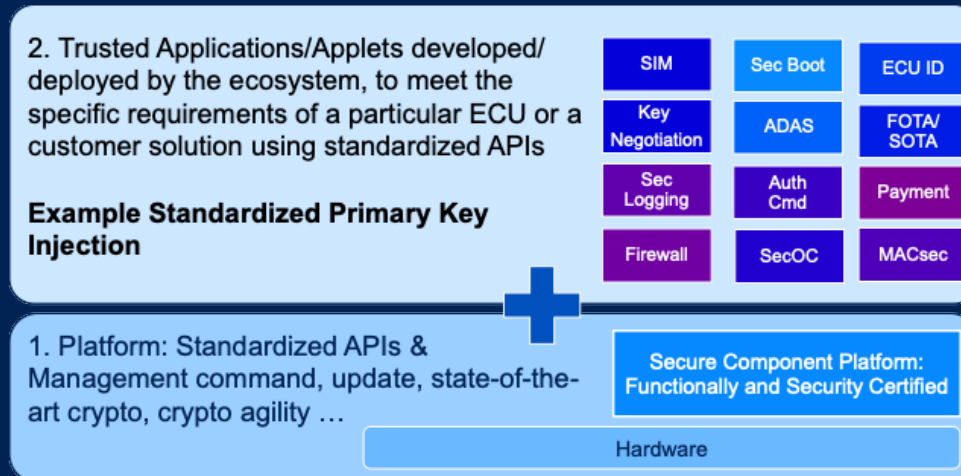 2. Trusted Applications/Applets developed/
deployed by the ecosystem, to meet the
specific requirements of a particular ECU or a
customer solution using standardized APIs
Example Standardized Primary Key
Injection
SIM
Sec Boot
ECU ID
Key
Negotiation
ADAS
FOTA/
SOTA
Sec
Logging
Auth
Cmd
Payment
Firewall
SecOC
MACsec
1. Platform: Standardized APIs &
Management command, update, state-of-the-
art crypto, crypto agility …
Secure Component Platform:
Functionally and Security Certified
Hardware